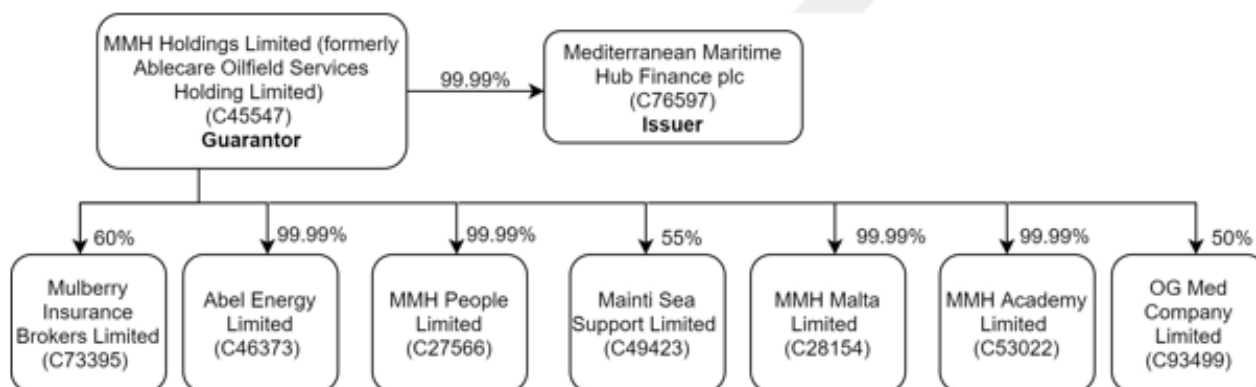 MMH Holdings Limited (formerly
Ablecare Oilfield Services
Holding Limited)
(C45547)
Guarantor
99.99%
Mediterranean Maritime
Hub Finance plc
(C76597)
Issuer
60%
99.99%
99.99%
55%
99.99%
99.99%
50%
Mulberry
Insurance
Brokers Limited
(C73395)
Abel Energy
Limited
(C46373)
MMH People
Limited
(C27566)
Mainti Sea
Support Limited
(C49423)
MMH Malta
Limited
(C28154)
MMH Academy
Limited
(C53022)
OG Med
Company
Limited
(C93499)